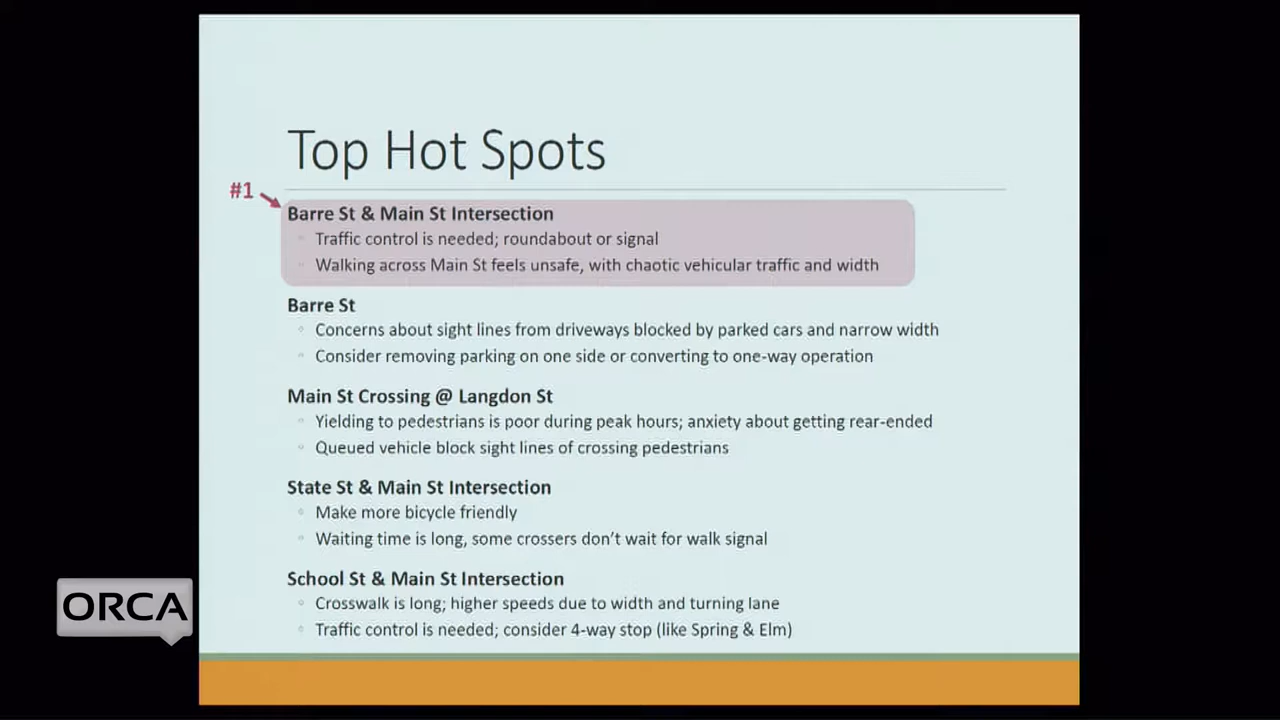 Top Hot Spots
#1
Barre St & Main St Intersection
Traffic control is needed; roundabout or signal
Walking across Main St feels unsafe, with chaotic vehicular traffic and width
Barre St
Concerns about sight lines from driveways blocked by parked cars and narrow width
Consider removing parking on one side or converting to one-way operation
Main St Crossing @ Langdon St
Yielding to pedestrians is poor during peak hours; anxiety about getting rear-ended
Queued vehicle block sight lines of crossing pedestrians
State St & Main St Intersection
Make more bicycle friendly
Waiting time is long, some crossers don’t wait for walk signal
School St & Main St Intersection
Crosswalk is long; higher speeds due to width and turning lane
Traffic control is needed; consider 4-way stop (like Spring & Elm)
ORCA